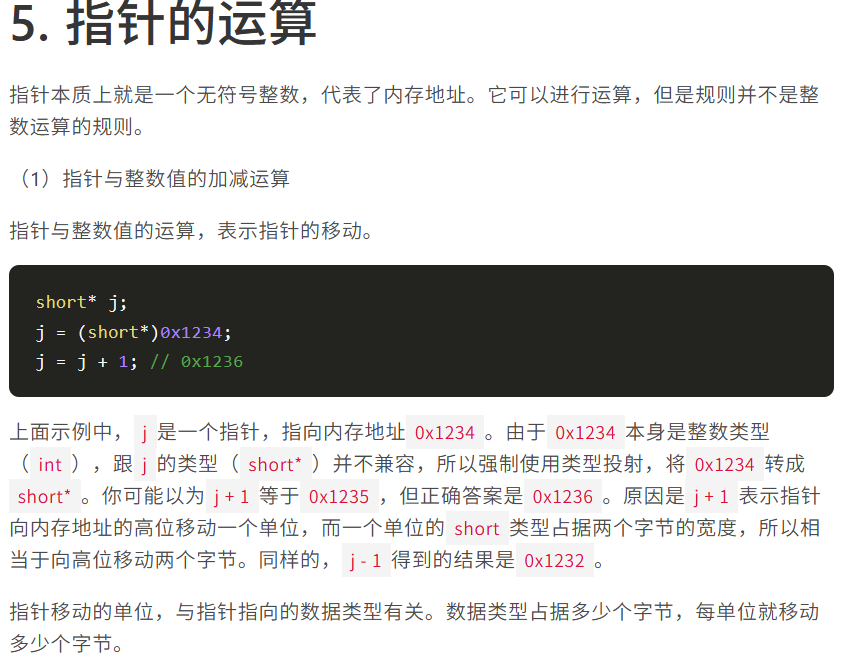 5. 指针的运算
指针本质上就是一个无符号整数，代表了内存地址。它可以进行运算，但是规则并不是整
数运算的规则。
（1）指针与整数值的加减运算
指针与整数值的运算，表示指针的移动。
short* j;
j = (short*)0x1234;
j = j + 1; // 0x1236
上面示例中， j 是一个指针，指向内存地址 0x1234 。由于 0x1234 本身是整数类型
（ int ），跟 j 的类型（ short* ）并不兼容，所以强制使用类型投射，将 0x1234 转成
short* 。你可能以为 j + 1 等于 0x1235 ，但正确答案是 0x1236 。原因是 j + 1 表示指针
向内存地址的高位移动一个单位，而一个单位的 short 类型占据两个字节的宽度，所以相
当于向高位移动两个字节。同样的， j - 1 得到的结果是 0x1232 。
指针移动的单位，与指针指向的数据类型有关。数据类型占据多少个字节，每单位就移动
多少个字节。